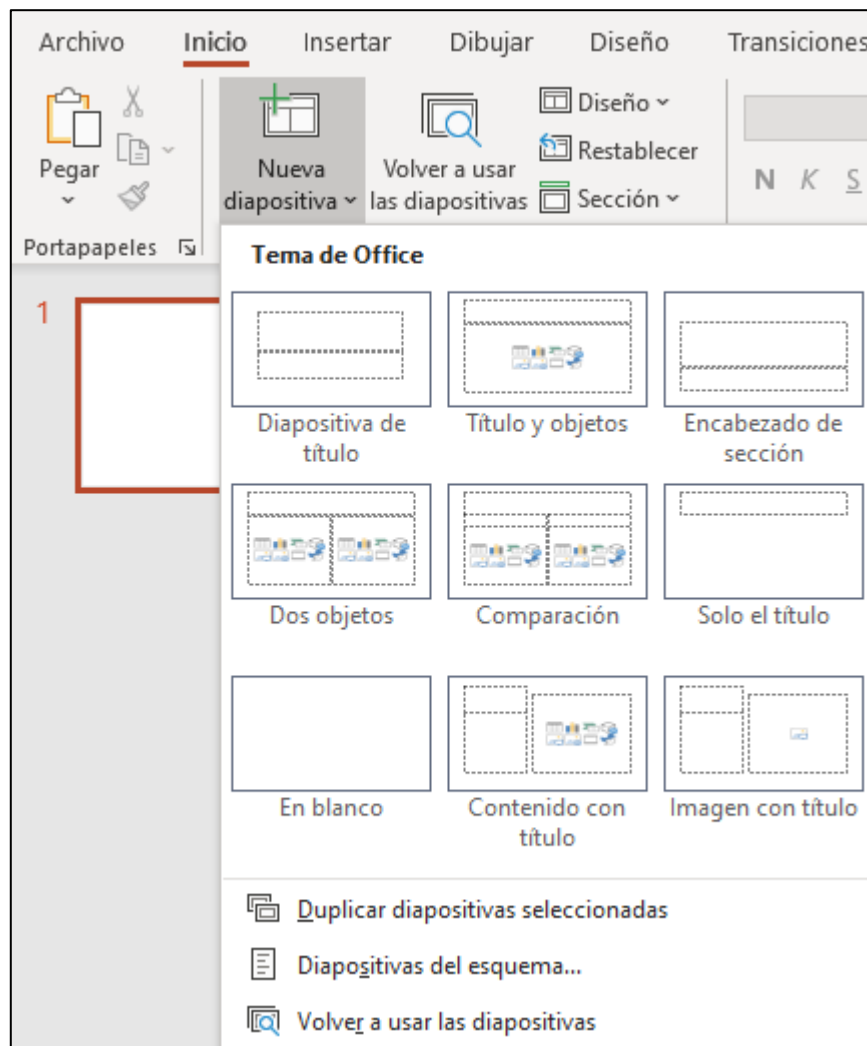 Archivo Inicio Insertar Dibujar Diseño Transiciones
Pegar
Portapapeles
Nueva
diapositiva
Volver a usar
las diapositivas
Diseño
Restablecer
Sección
N K S
Tema de Office
1
Diapositiva de
título
Título y objetos
Encabezado de
sección
Dos objetos
Comparación
Solo el título
En blanco
Contenido con
título
Imagen con título
Duplicar diapositivas seleccionadas
Diapositivas del esquema...
Volver a usar las diapositivas